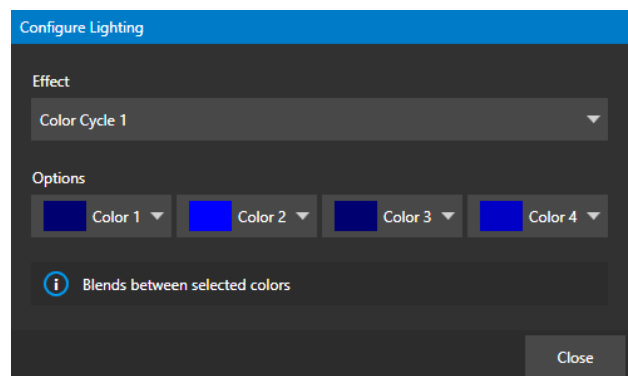 Configure Lighting
Effect
Color Cycle 1
Options
Color 1 Color 2 Color 3 Color 4
Blends between selected colors
Close